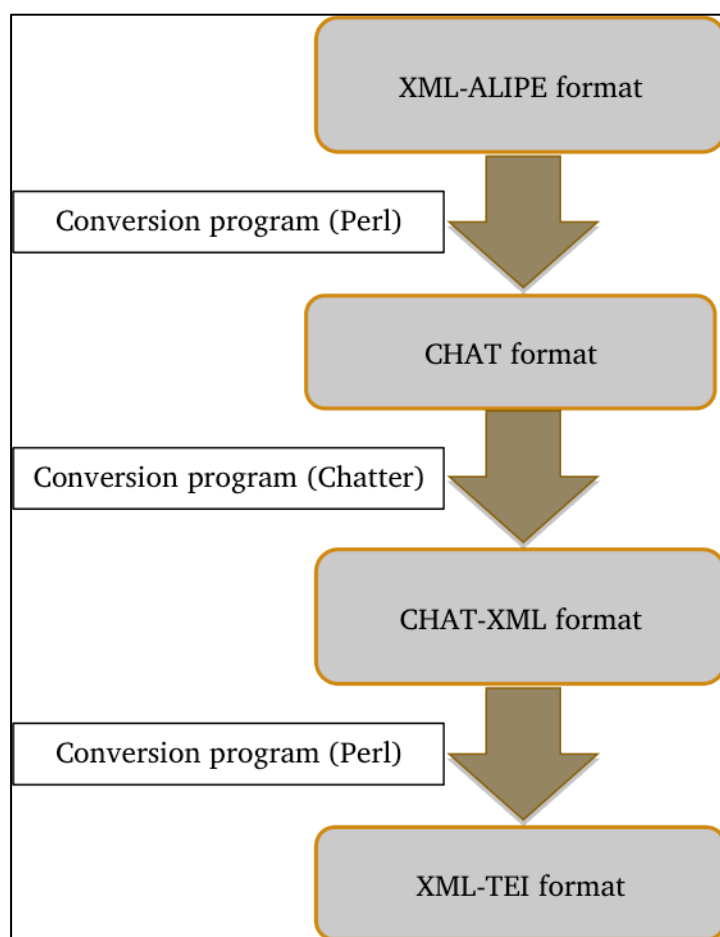 XML-ALIPE format
Conversion program (Perl)
CHAT format
Conversion program (Chatter)
CHAT-XML format
Conversion program (Perl)
XML-TEI format